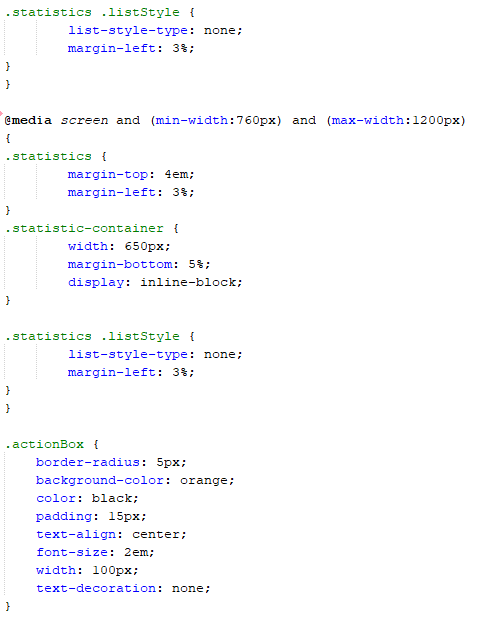 .statistics .listStyle {
list-style-type: none;
margin-left: 3%;
}
}
@media screen and (min-width:760px) and (max-width:1200px)
{
.statistics {
margin-top: 4em;
margin-left: 3%;
}
.statistic-container {
width: 650px;
margin-bottom: 5%;
display: inline-block;
}
.statistics .listStyle {
list-style-type: none;
margin-left: 3%;
}
}
.actionBox {
border-radius: 5px;
background-color: orange;
color: black;
padding: 15px;
text-align: center;
font-size: 2em;
width: 100px;
text-decoration: none;
}